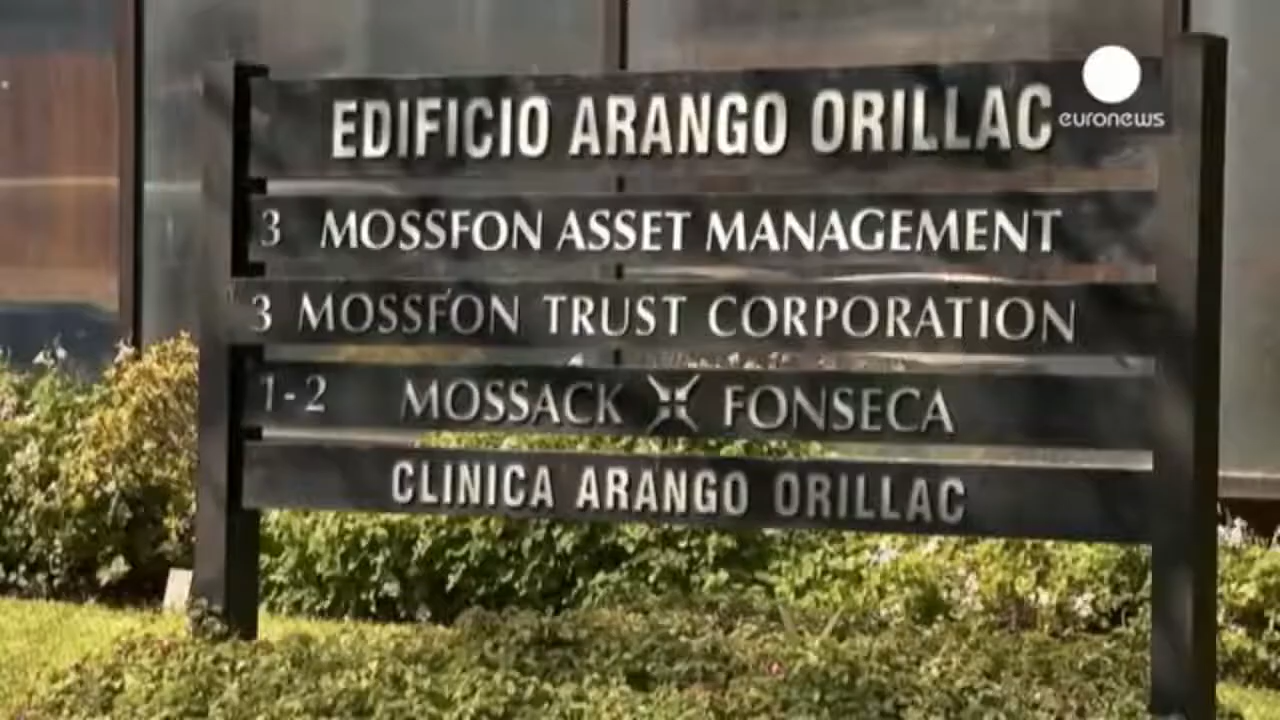 EDIFICIO ARANGO ORILLAC
euronews
3 MOSSFON ASSET MANAGEMENT
3 MOSSFON TRUST CORPORATION
1-2 MOSSACK FONSECA
CLINICA ARANGO ORILLAC